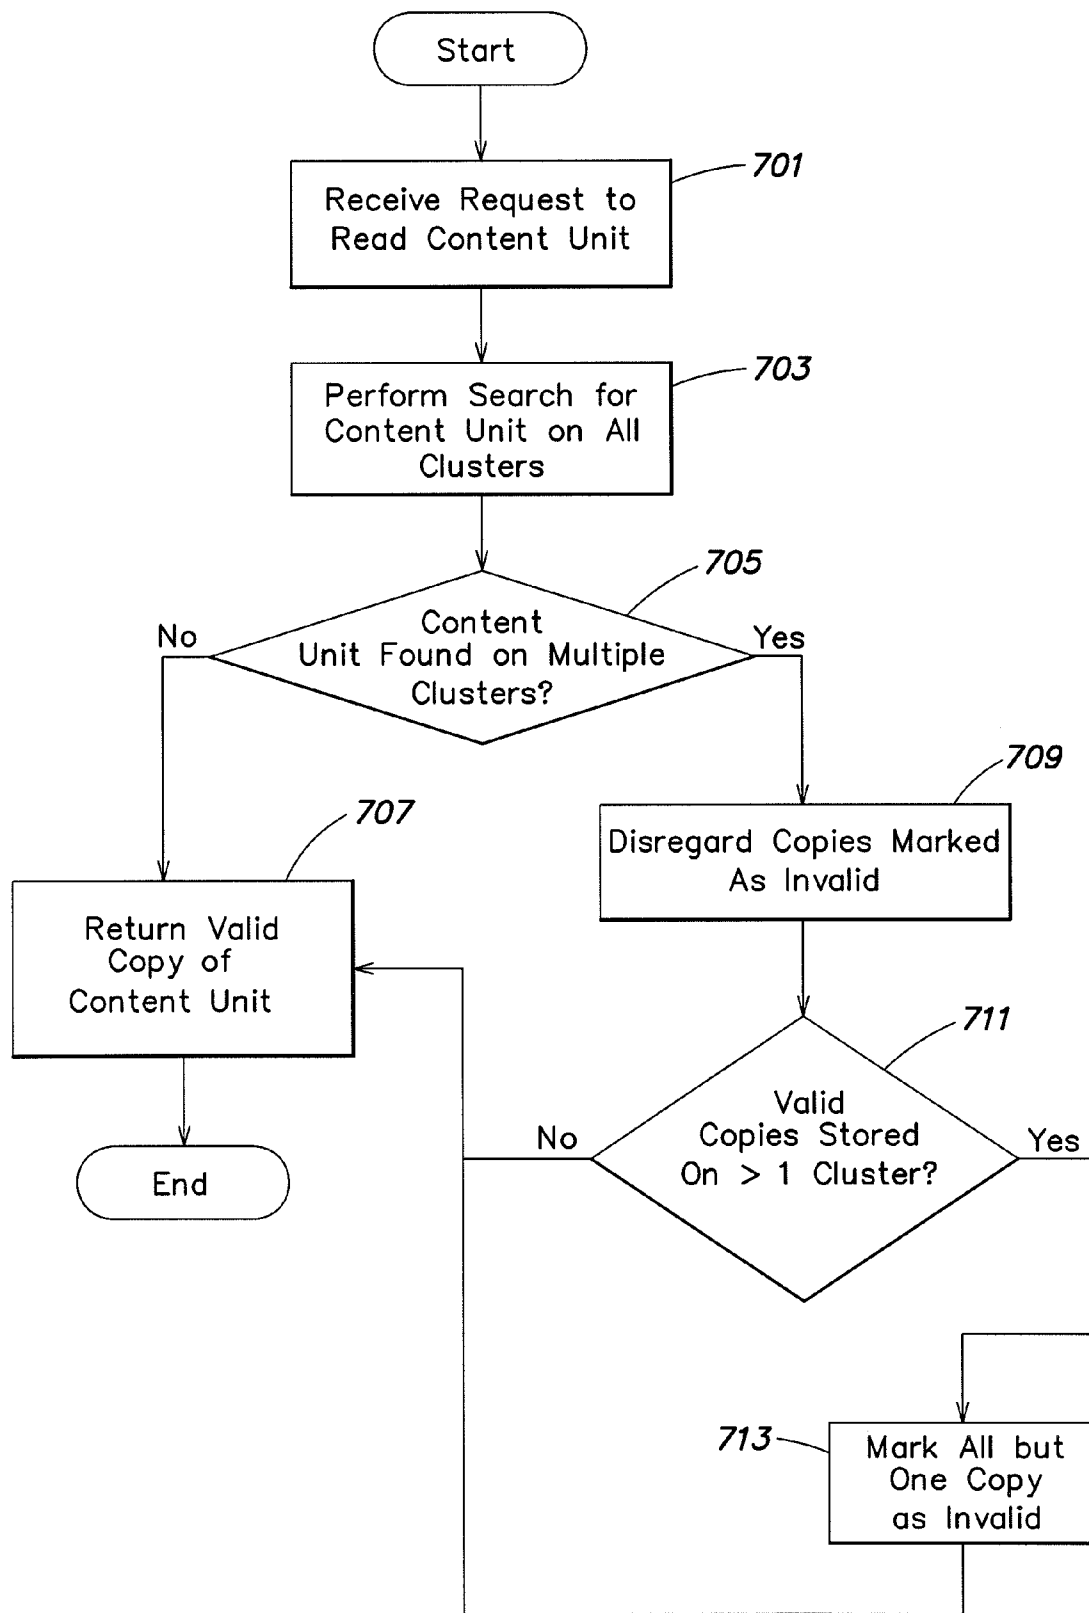 Start
701
Receive Request to
Read Content Unit
703
Perform Search for
Content Unit on All
Clusters
705
No
Content
Unit Found on Multiple
Clusters?
Yes
709
Disregard Copies Marked
As Invalid
707
Return Valid
Copy of
Content Unit
End
711
No
Valid
Copies Stored
On > 1 Cluster?
Yes
713
Mark All but
One Copy
as Invalid